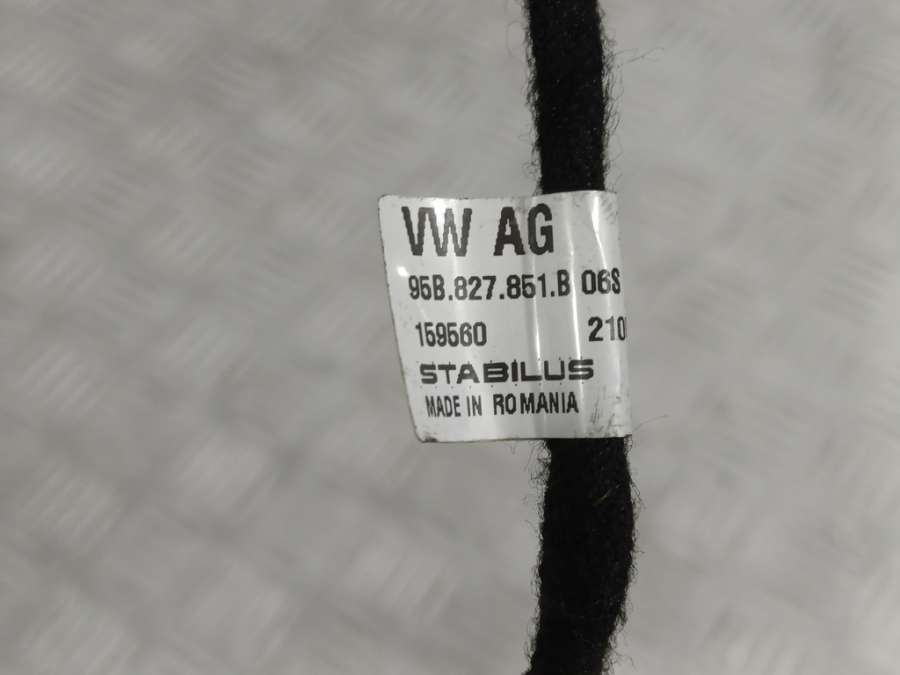 VW AG
95B.827.851.B 06S
159560 210
STABILUS
MADE IN ROMANIA